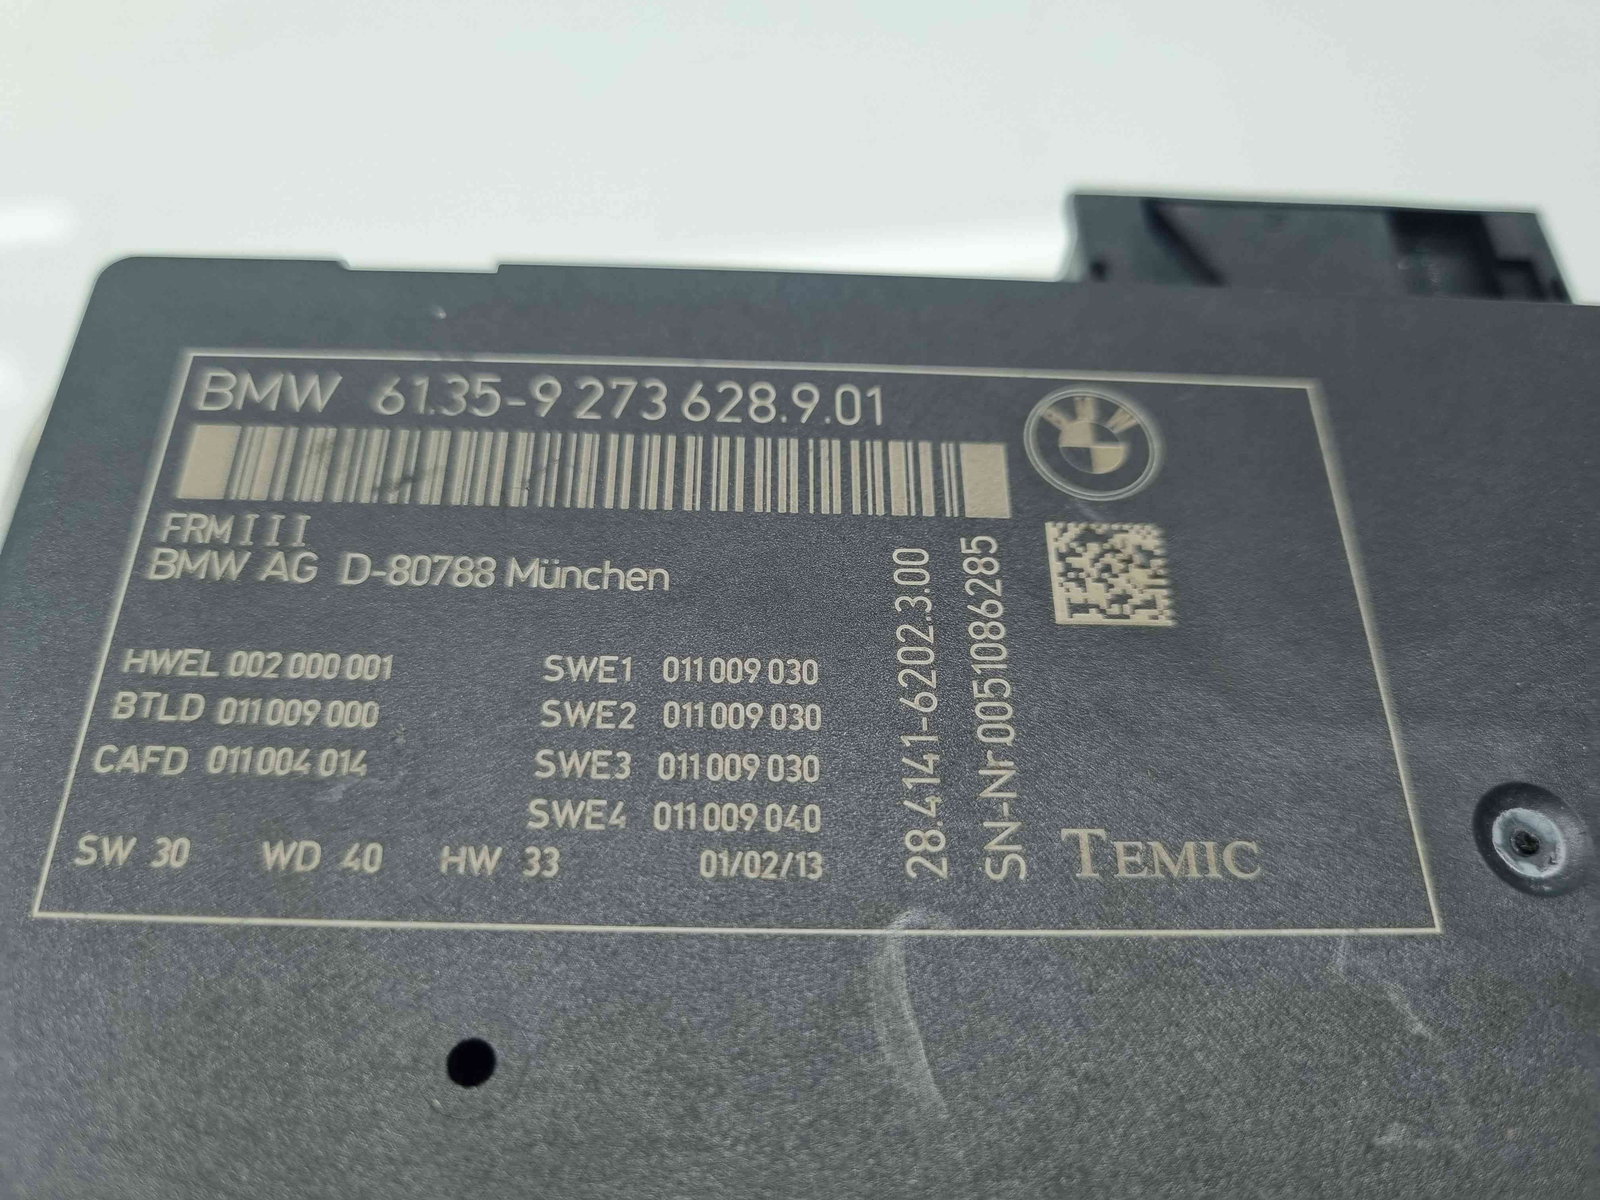 BMW 61.35-9 273 628.9.01
BMW
FRM III
BMW AG D-80788 München
HWEL 002 000 001 SWE1 011 009 030
BTLD 011 009 000 SWE2 011 009 030
CAFD 011 004 014 SWE3 011 009 030
SWE4 011 009 040
SW 30 WD 40 HW 33 01/02/13
28.4141-6202.3.00
SN-Nr 0051086285
TEMIC